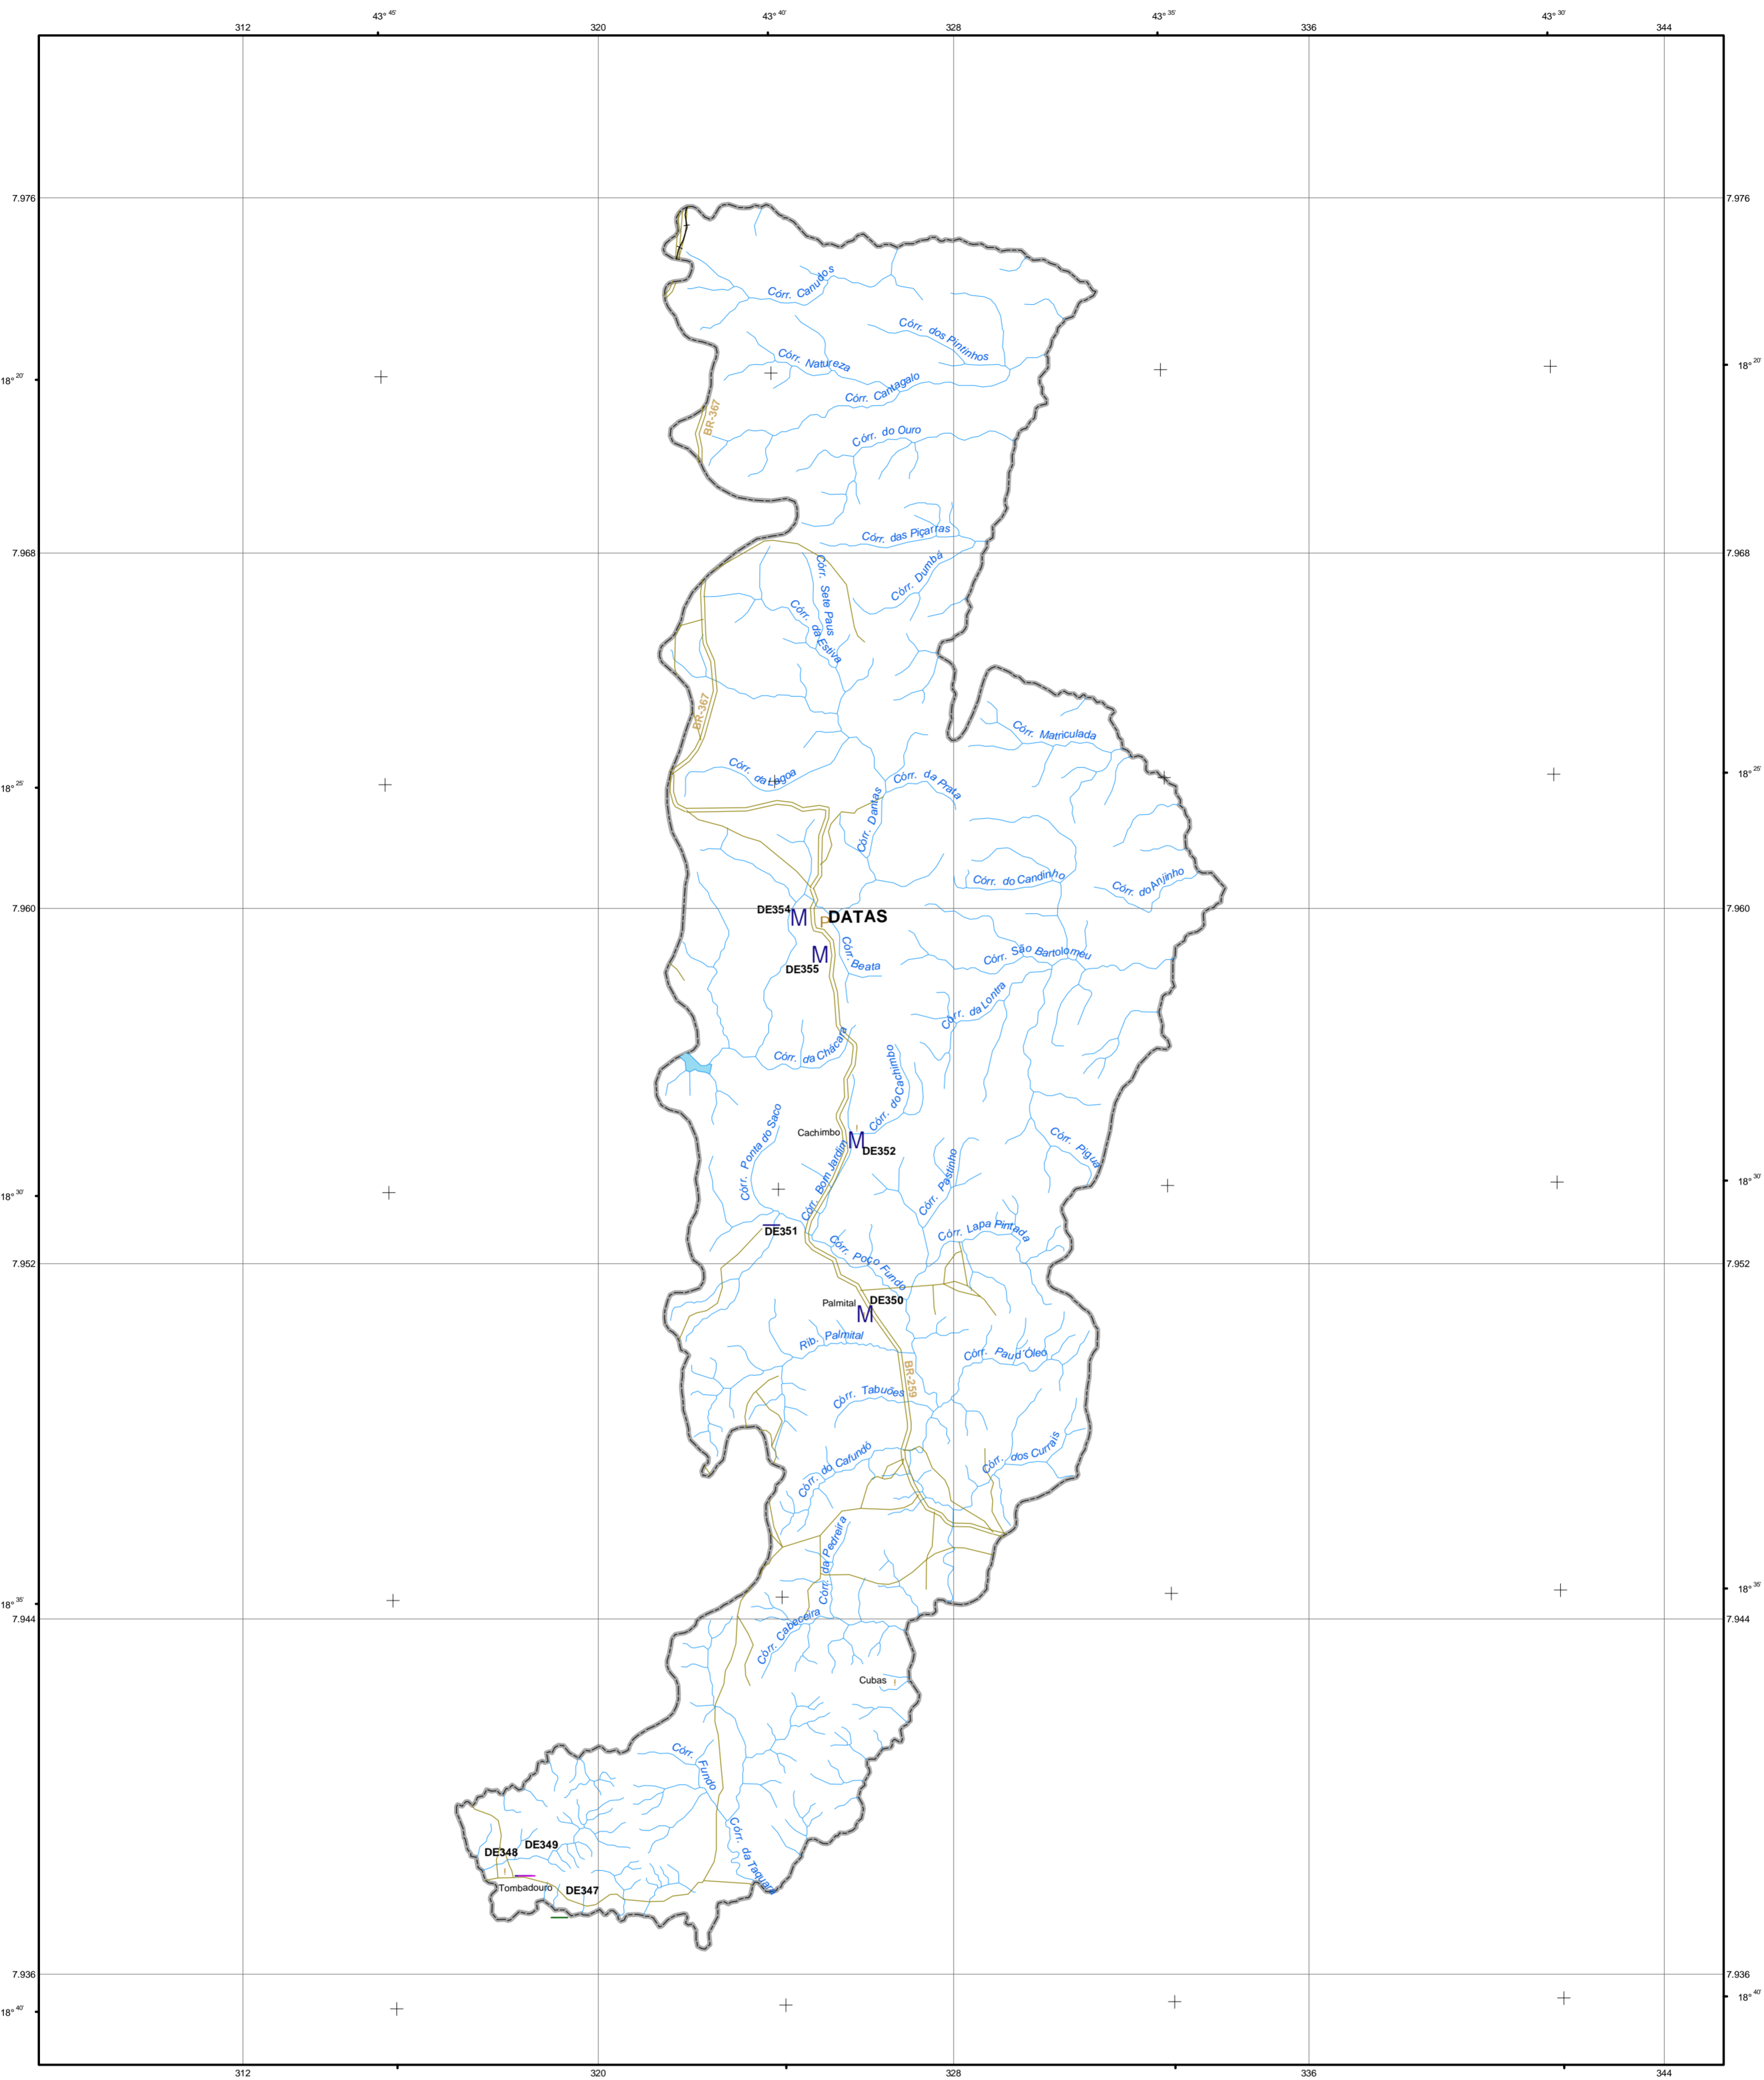 43° 45'
43° 40'
43° 35'
43° 30'
312
320
328
336
344
7.976
7.976
Córr. Canudos
Córr. dos Pintinhos
Córr. Natureza
18° 20'
18° 20'
Córr. Cantagalo
BR-367
Córr. do Ouro
Córr. das Piçarras
7.968
7.968
Córr. Dumbá
Córr. Sete Paus
Córr. da Estiva
BR-367
Córr. Matriculada
Córr. da Lagoa
Córr. da Prata
18° 25'
18° 25'
Córr. Dantas
Córr. do Candinho
Córr. do Anjinho
7.960
7.960
DE354
M
P
DATAS
M
DE355
Córr. Beata
Córr. São Bartolomeu
Córr. da Lontra
Córr. da Chácara
Córr. do Cachimbo
Córr. Ponta do Saco
Cachimbo
M
DE352
Córr. Pigua
Córr. Bom Jardim
Córr. Pastinho
18° 30'
18° 30'
DE351
Córr. Lapa Pintada
Córr. Poço Fundo
7.952
7.952
Palmital
DE350
M
Rib. Palmital
Córr. Paud'Óleo
BR-259
Córr. Tabuões
Córr. do Cafundó
Córr. dos Currais
Córr. da Pedreira
18° 35'
18° 35'
7.944
7.944
Córr. Cabeceira
Cubas
Córr. Fundo
Córr. da Taquara
DE349
DE348
Tombadouro
DE347
7.936
7.936
18° 40'
18° 40'
312
320
328
336
344